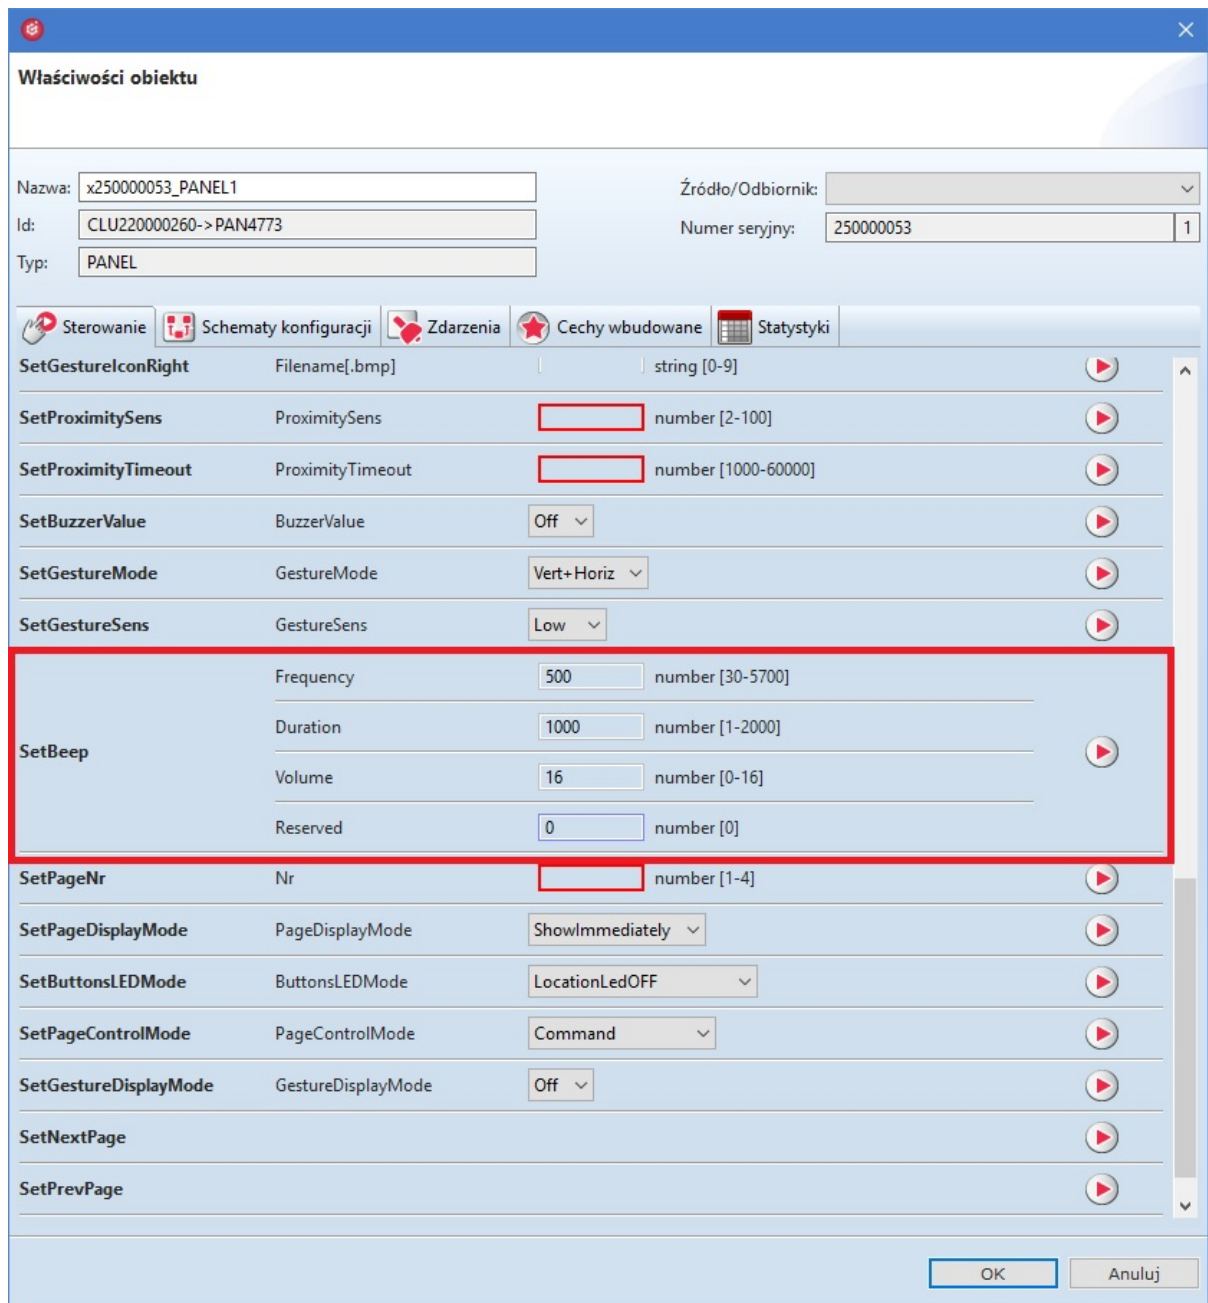 Właściwości obiektu
Nazwa: x250000053_PANEL1 Źródło/Odbiornik:
Id: CLU220000260->PAN4773 Numer seryjny: 250000053 1
Typ: PANEL
Sterowanie Schematy konfiguracji Zdarzenia Cechy wbudowane Statystyki
SetGestureIconRight Filename[.bmp] string [0-9]
SetProximitySens ProximitySens number [2-100]
SetProximityTimeout ProximityTimeout number [1000-60000]
SetBuzzerValue BuzzerValue Off
SetGestureMode GestureMode Vert+Horiz
SetGestureSens GestureSens Low
Frequency 500 number [30-5700]
Duration 1000 number [1-2000]
SetBeep
Volume 16 number [0-16]
Reserved 0 number [0]
SetPageNr Nr number [1-4]
SetPageDisplayMode PageDisplayMode ShowImmediately
SetButtonsLEDMode ButtonsLEDMode LocationLedOFF
SetPageControlMode PageControlMode Command
SetGestureDisplayMode GestureDisplayMode Off
SetNextPage
SetPrevPage
OK Anuluj